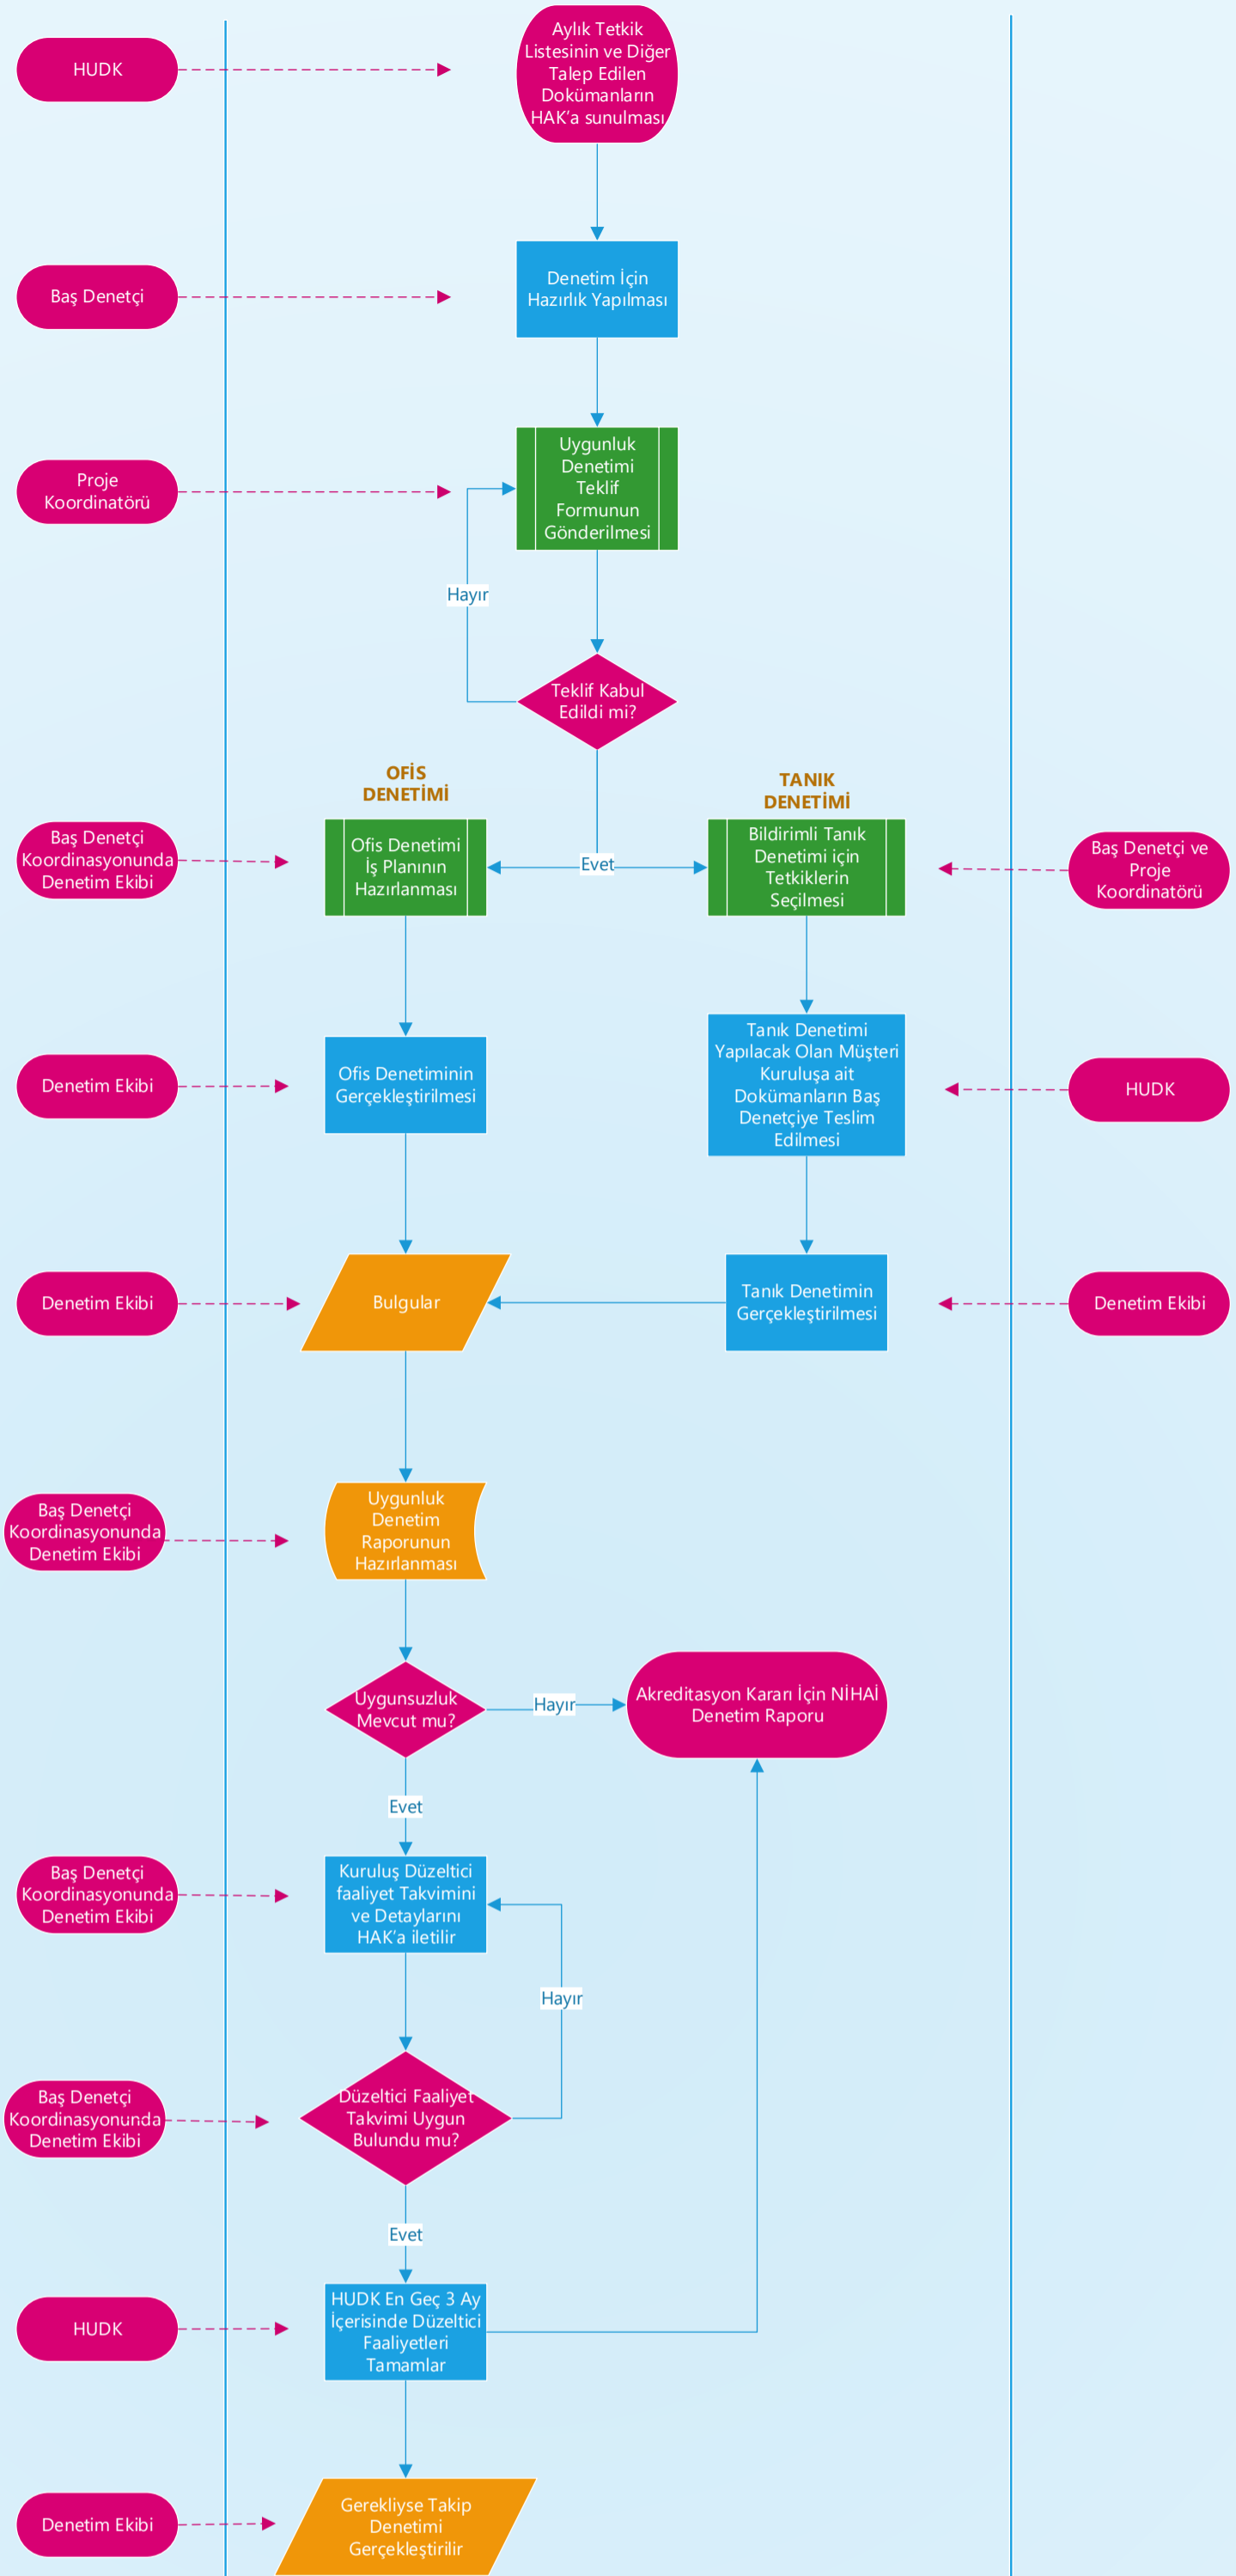 HUDK
Aylık Tetkik
Listesinin ve Diğer
Talep Edilen
Dokümanların
HAK’a sunulması
Baş Denetçi
Denetim İçin
Hazırlık Yapılması
Proje
Koordinatörü
Uygunluk
Denetimi
Teklif
Formunun
Gönderilmesi
Hayır
Teklif Kabul
Edildi mi?
OFİS
DENETİMİ
TANIK
DENETİMİ
Baş Denetçi
Koordinasyonunda
Denetim Ekibi
Ofis Denetimi
İş Planının
Hazırlanması
Evet
Bildirimli Tanık
Denetimi için
Tetkiklerin
Seçilmesi
Baş Denetçi ve
Proje
Koordinatörü
Denetim Ekibi
Ofis Denetiminin
Gerçekleştirilmesi
Tanık Denetimi
Yapılacak Olan Müşteri
Kuruluşa ait
Dokümanların Baş
Denetçiye Teslim
Edilmesi
HUDK
Denetim Ekibi
Bulgular
Tanık Denetimin
Gerçekleştirilmesi
Denetim Ekibi
Baş Denetçi
Koordinasyonunda
Denetim Ekibi
Uygunluk
Denetim
Raporunun
Hazırlanması
Uygunsuzluk
Mevcut mu?
Hayır
Akreditasyon Kararı İçin NİHAİ
Denetim Raporu
Evet
Baş Denetçi
Koordinasyonunda
Denetim Ekibi
Kuruluş Düzeltici
faaliyet Takvimini
ve Detaylarını
HAK’a iletilir
Hayır
Baş Denetçi
Koordinasyonunda
Denetim Ekibi
Düzeltici Faaliyet
Takvimi Uygun
Bulundu mu?
Evet
HUDK
HUDK En Geç 3 Ay
İçerisinde Düzeltici
Faaliyetleri
Tamamlar
Denetim Ekibi
Gerekliyse Takip
Denetimi
Gerçekleştirilir